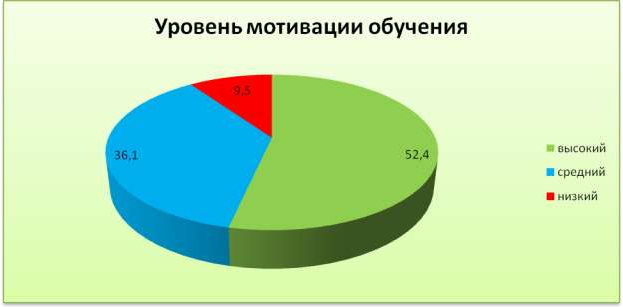 Уровень мотивации обучения
9,5
36,1
52,4
высокий
средний
низкий